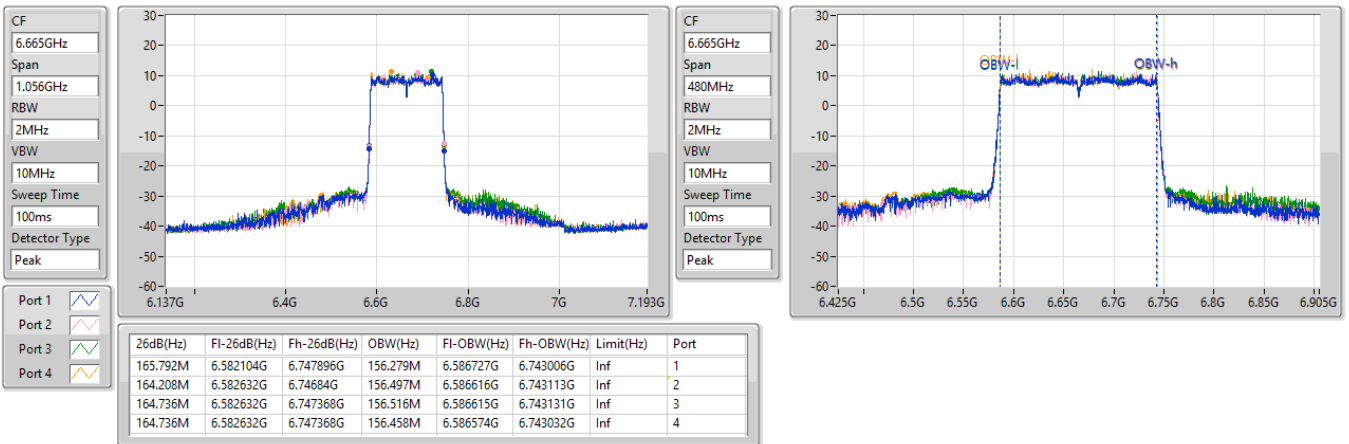 CF
6.665GHz
Span
1.056GHz
RBW
2MHz
VBW
10MHz
Sweep Time
100ms
Detector Type
Peak
30
20
10
0
-10
-20
-30
-40
-50
-60
6.137G 6.4G 6.6G 6.8G 7G 7.193G
CF
6.665GHz
Span
480MHz
RBW
2MHz
VBW
10MHz
Sweep Time
100ms
Detector Type
Peak
30
20
10
0
-10
-20
-30
-40
-50
-60
OBW-l OBW-h
6.425G 6.5G 6.55G 6.6G 6.65G 6.7G 6.75G 6.8G 6.85G 6.905G
Port 1
Port 2
Port 3
Port 4
26dB(Hz) Fl-26dB(Hz) Fh-26dB(Hz) OBW(Hz) Fl-OBW(Hz) Fh-OBW(Hz) Limit(Hz) Port
165.792M 6.582104G 6.747896G 156.279M 6.586727G 6.743006G Inf 1
164.208M 6.582632G 6.74684G 156.497M 6.586616G 6.743113G Inf 2
164.736M 6.582632G 6.747368G 156.516M 6.586615G 6.743131G Inf 3
164.736M 6.582632G 6.747368G 156.458M 6.586574G 6.743032G Inf 4